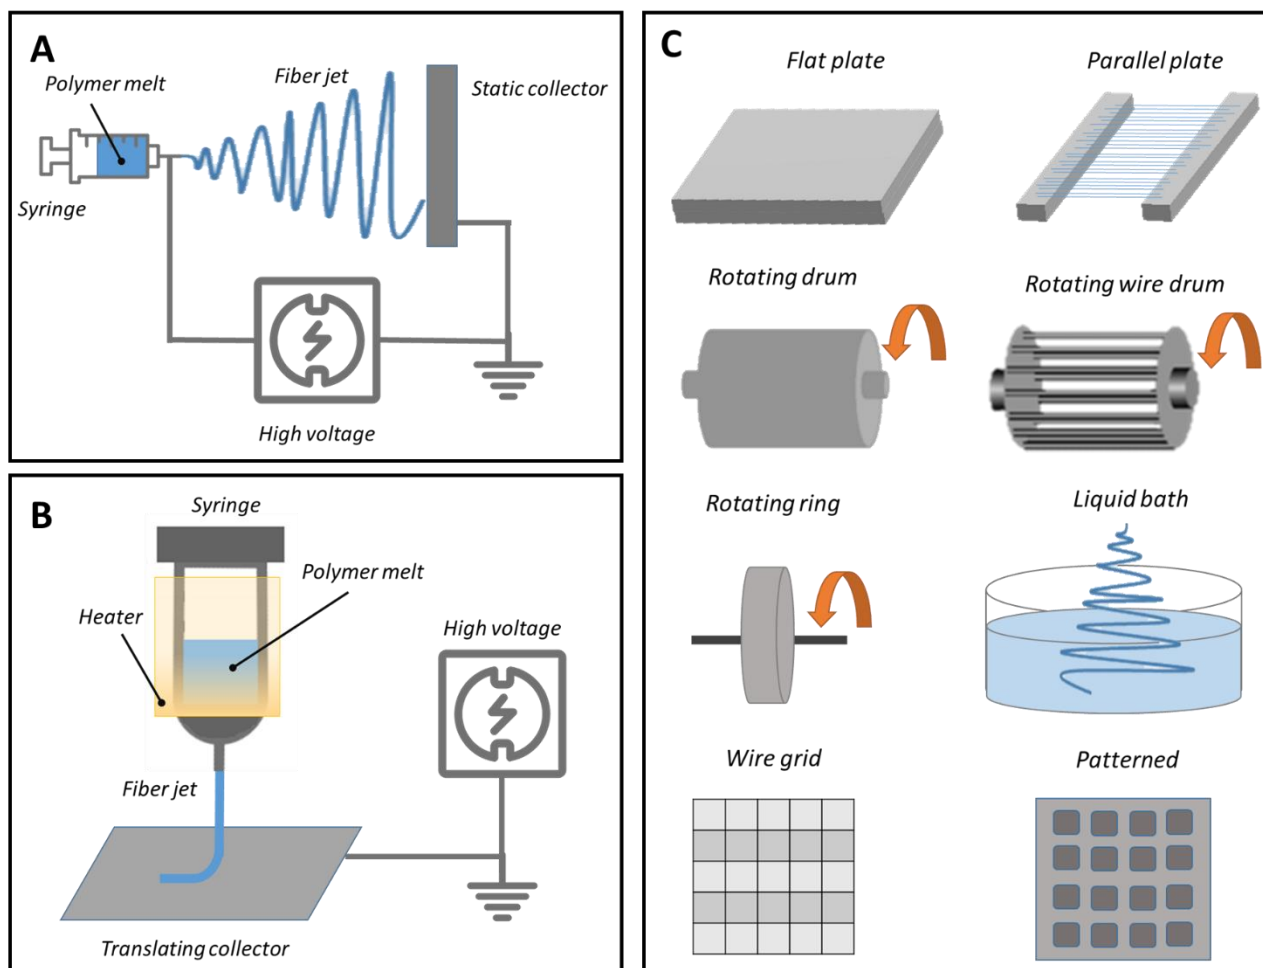 A
Polymer melt
Fiber jet
Static collector
Syringe
High voltage
B
Syringe
Polymer melt
Heater
High voltage
Fiber jet
Translating collector
C
Flat plate
Parallel plate
Rotating drum
Rotating wire drum
Rotating ring
Liquid bath
Wire grid
Patterned